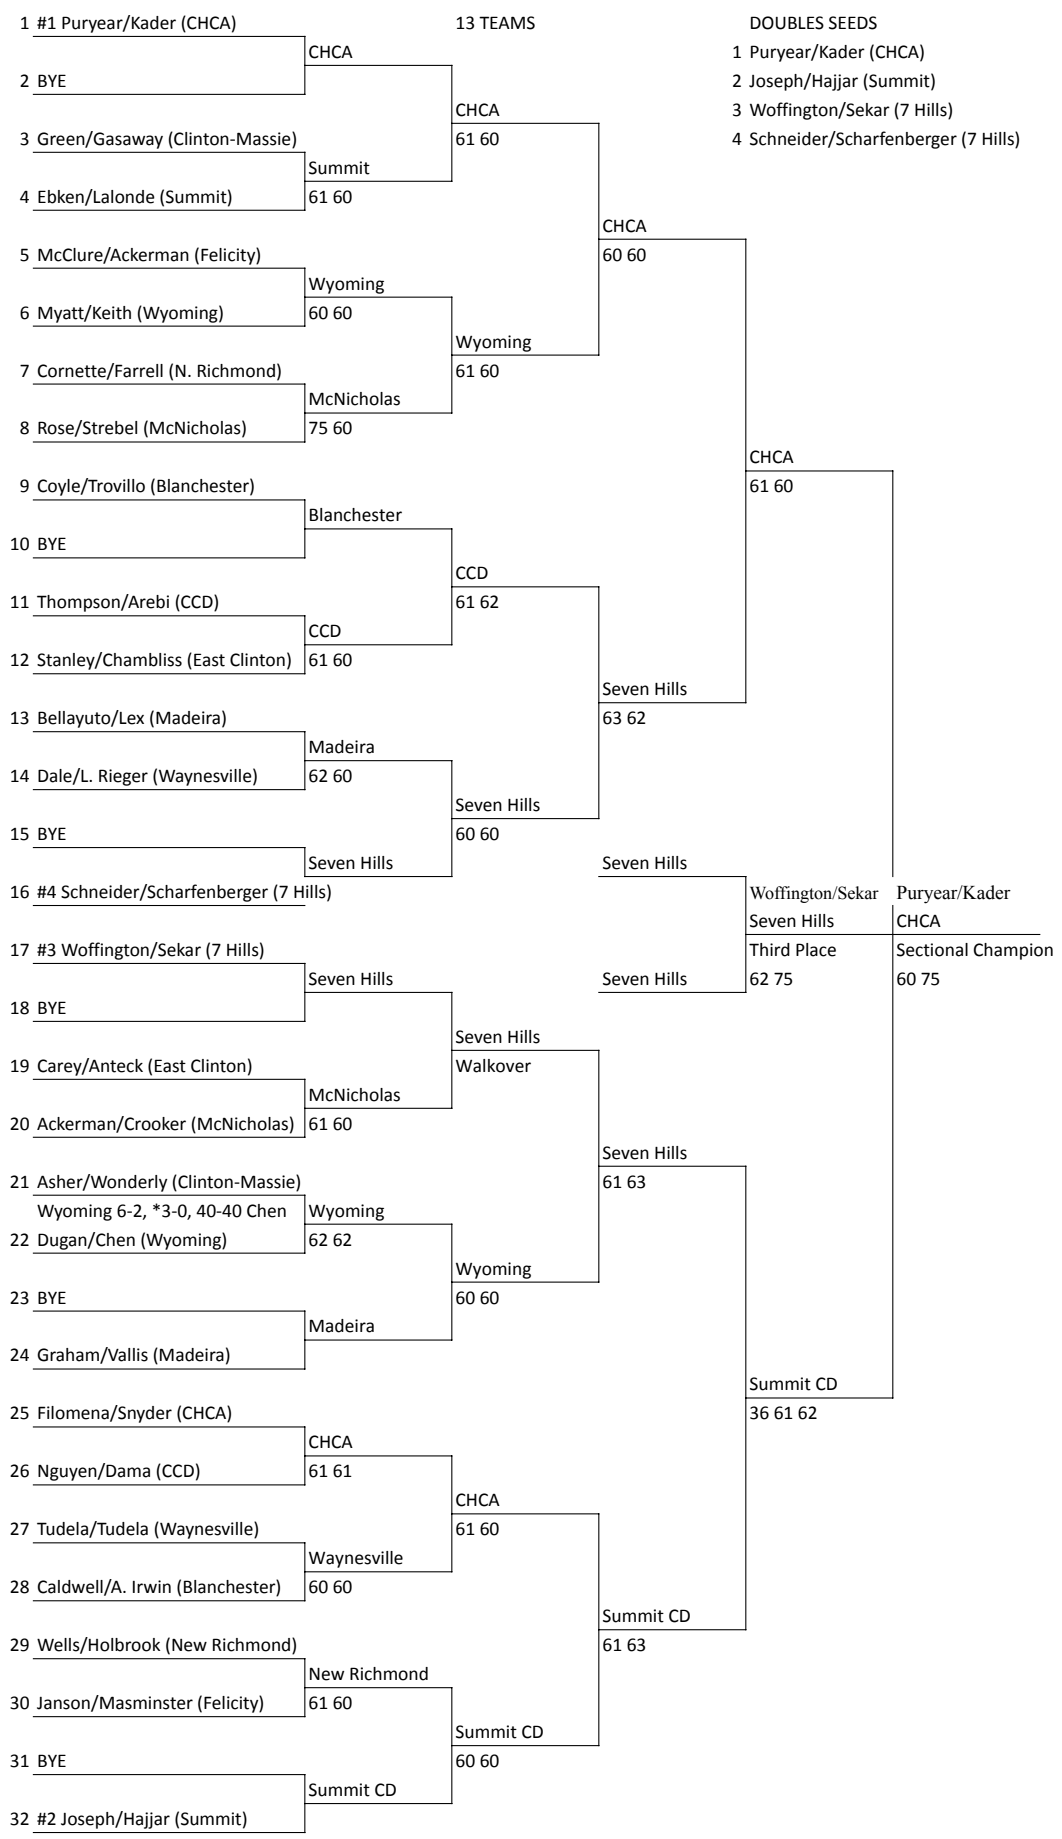 1 #1 Puryear/Kader (CHCA)
13 TEAMS
DOUBLES SEEDS
CHCA
1 Puryear/Kader (CHCA)
2 BYE
2 Joseph/Hajjar (Summit)
CHCA
3 Woffington/Sekar (7 Hills)
3 Green/Gasaway (Clinton-Massie)
61 60
4 Schneider/Scharfenberger (7 Hills)
Summit
4 Ebken/Lalonde (Summit)
61 60
CHCA
5 McClure/Ackerman (Felicity)
60 60
Wyoming
6 Myatt/Keith (Wyoming)
60 60
Wyoming
7 Cornette/Farrell (N. Richmond)
61 60
McNicholas
8 Rose/Strebel (McNicholas)
75 60
CHCA
9 Coyle/Trovillo (Blanchester)
61 60
Blanchester
10 BYE
CCD
11 Thompson/Arebi (CCD)
61 62
CCD
12 Stanley/Chambliss (East Clinton)
61 60
Seven Hills
13 Bellayuto/Lex (Madeira)
63 62
Madeira
14 Dale/L. Rieger (Waynesville)
62 60
Seven Hills
15 BYE
60 60
Seven Hills
Seven Hills
16 #4 Schneider/Scharfenberger (7 Hills)
Woffington/Sekar
Puryear/Kader
Seven Hills
CHCA
17 #3 Woffington/Sekar (7 Hills)
Third Place
Sectional Champion
Seven Hills
Seven Hills
62 75
60 75
18 BYE
Seven Hills
19 Carey/Anteck (East Clinton)
Walkover
McNicholas
20 Ackerman/Crooker (McNicholas)
61 60
Seven Hills
21 Asher/Wonderly (Clinton-Massie)
61 63
Wyoming 6-2, *3-0, 40-40 Chen
Wyoming
22 Dugan/Chen (Wyoming)
62 62
Wyoming
23 BYE
60 60
Madeira
24 Graham/Vallis (Madeira)
Summit CD
25 Filomena/Snyder (CHCA)
36 61 62
CHCA
26 Nguyen/Dama (CCD)
61 61
CHCA
27 Tudela/Tudela (Waynesville)
61 60
Waynesville
28 Caldwell/A. Irwin (Blanchester)
60 60
Summit CD
29 Wells/Holbrook (New Richmond)
61 63
New Richmond
30 Janson/Masminster (Felicity)
61 60
Summit CD
31 BYE
60 60
Summit CD
32 #2 Joseph/Hajjar (Summit)